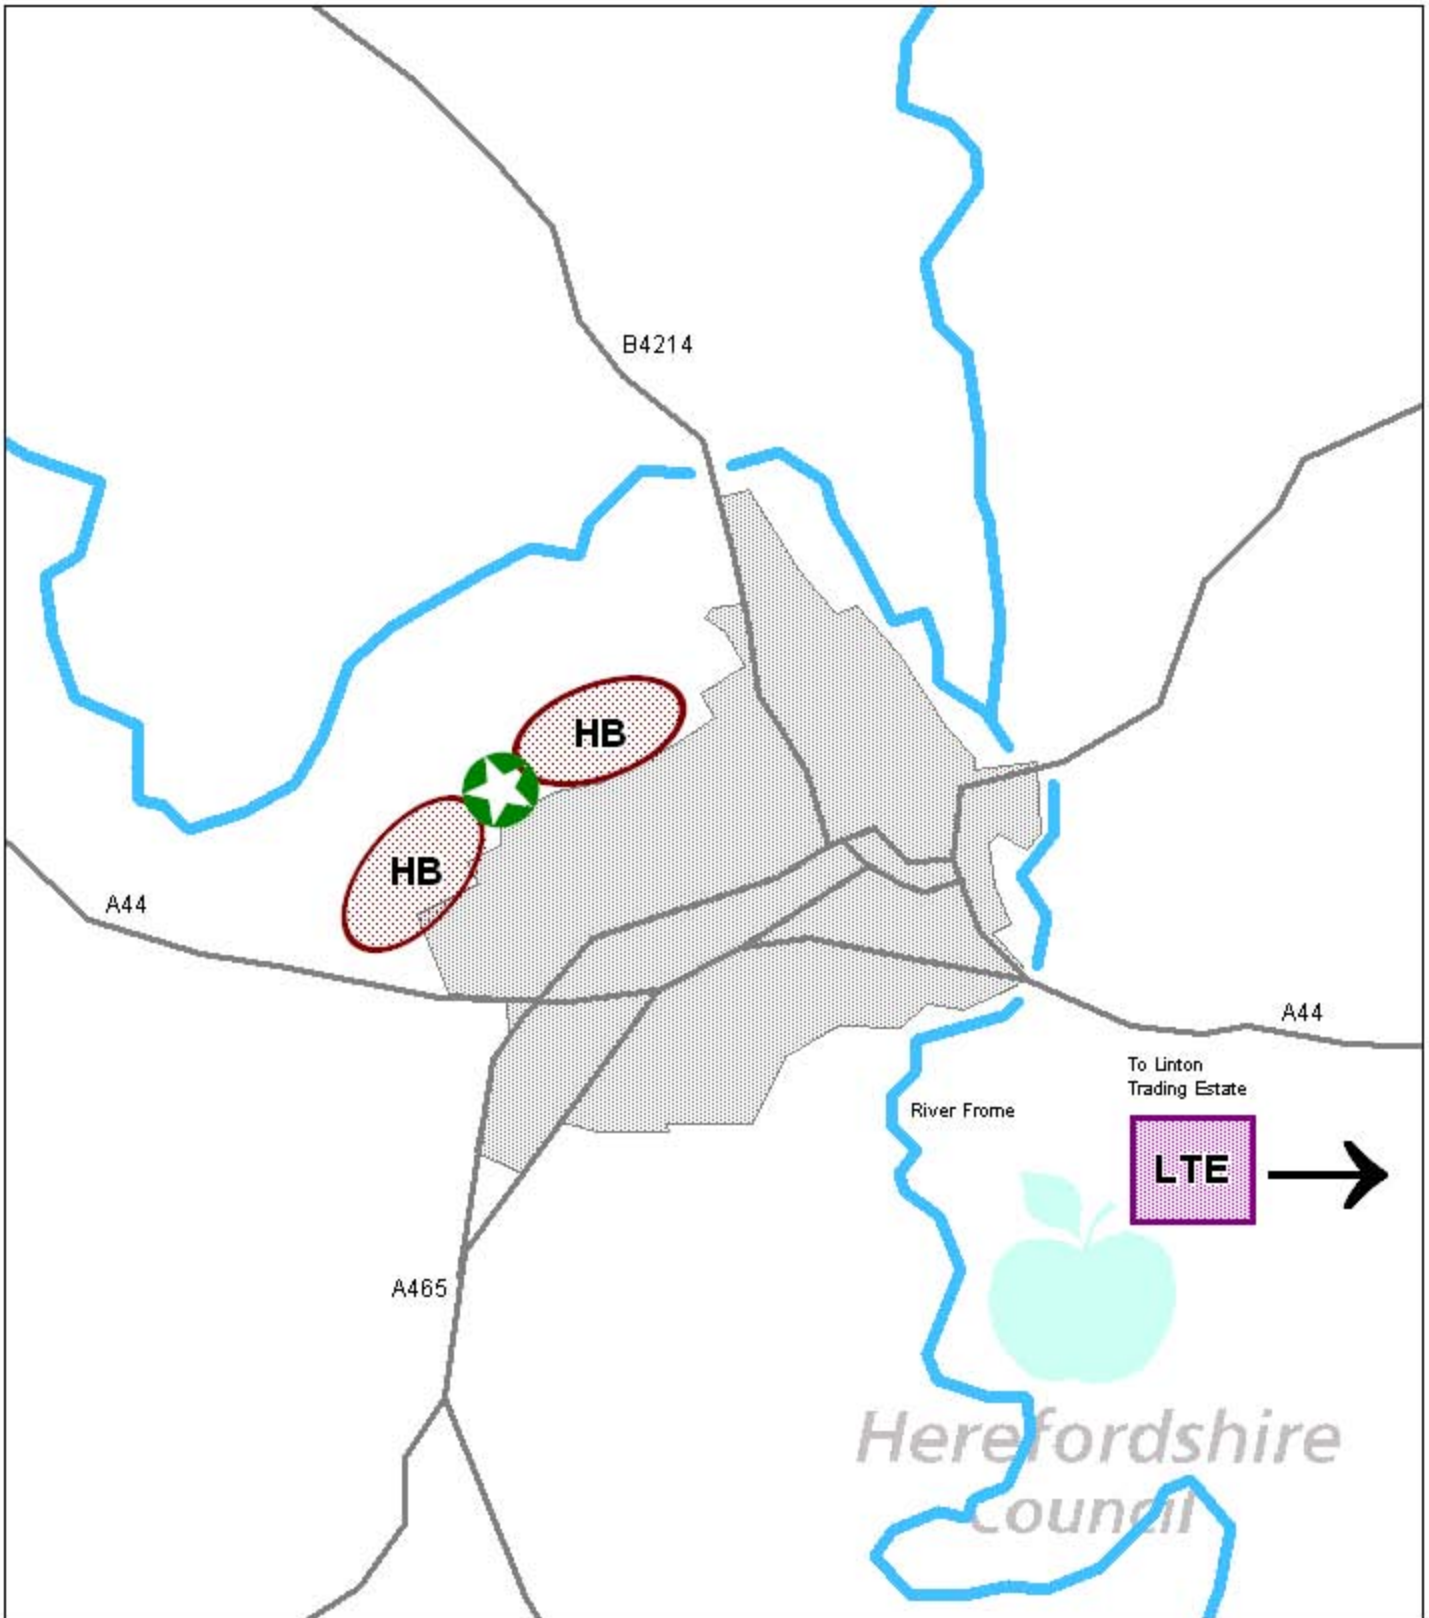 B4214
HB
HB
A44
A44
To Linton
Trading Estate
River Frome
LTE
A465
Herefordshire
Council